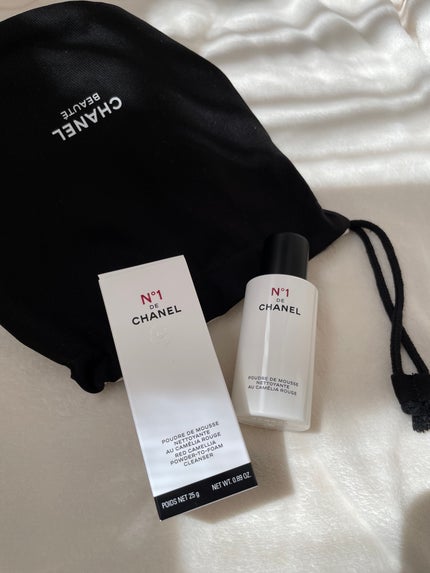 CHANEL
BEAUTÉ
N°1
DE
CHANEL
POUDRE DE MOUSSE
NETTOYANTE
AU CAMÉLIA ROUGE
RED CAMELLIA
POWDER-TO-FOAM
CLEANSER
POIDS NET 25 g NET WT. 0.89 OZ.
N°1
DE
CHANEL
POUDRE DE MOUSSE
NETTOYANTE
AU CAMÉLIA ROUGE